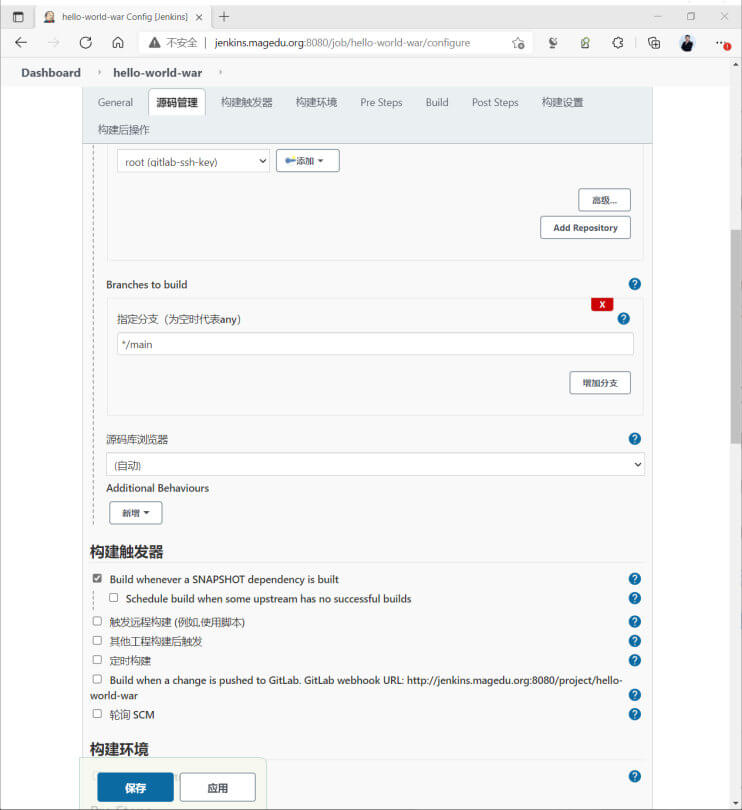 hello-world-war Config [Jenkins]
不安全 | jenkins.magedu.org:8080/job/hello-world-war/configure
Dashboard hello-world-war
General 源码管理 构建触发器 构建环境 Pre Steps Build Post Steps 构建设置
构建后操作
root (gitlab-ssh-key) 添加
高级...
Add Repository
Branches to build
X
指定分支（为空时代表any）
*/main
增加分支
源码库浏览器
(自动)
Additional Behaviours
新增
构建触发器
Build whenever a SNAPSHOT dependency is built
Schedule build when some upstream has no successful builds
触发远程构建 (例如,使用脚本)
其他工程构建后触发
定时构建
Build when a change is pushed to GitLab. GitLab webhook URL: http://jenkins.magedu.org:8080/project/hello-
world-war
轮询 SCM
构建环境
保存 应用